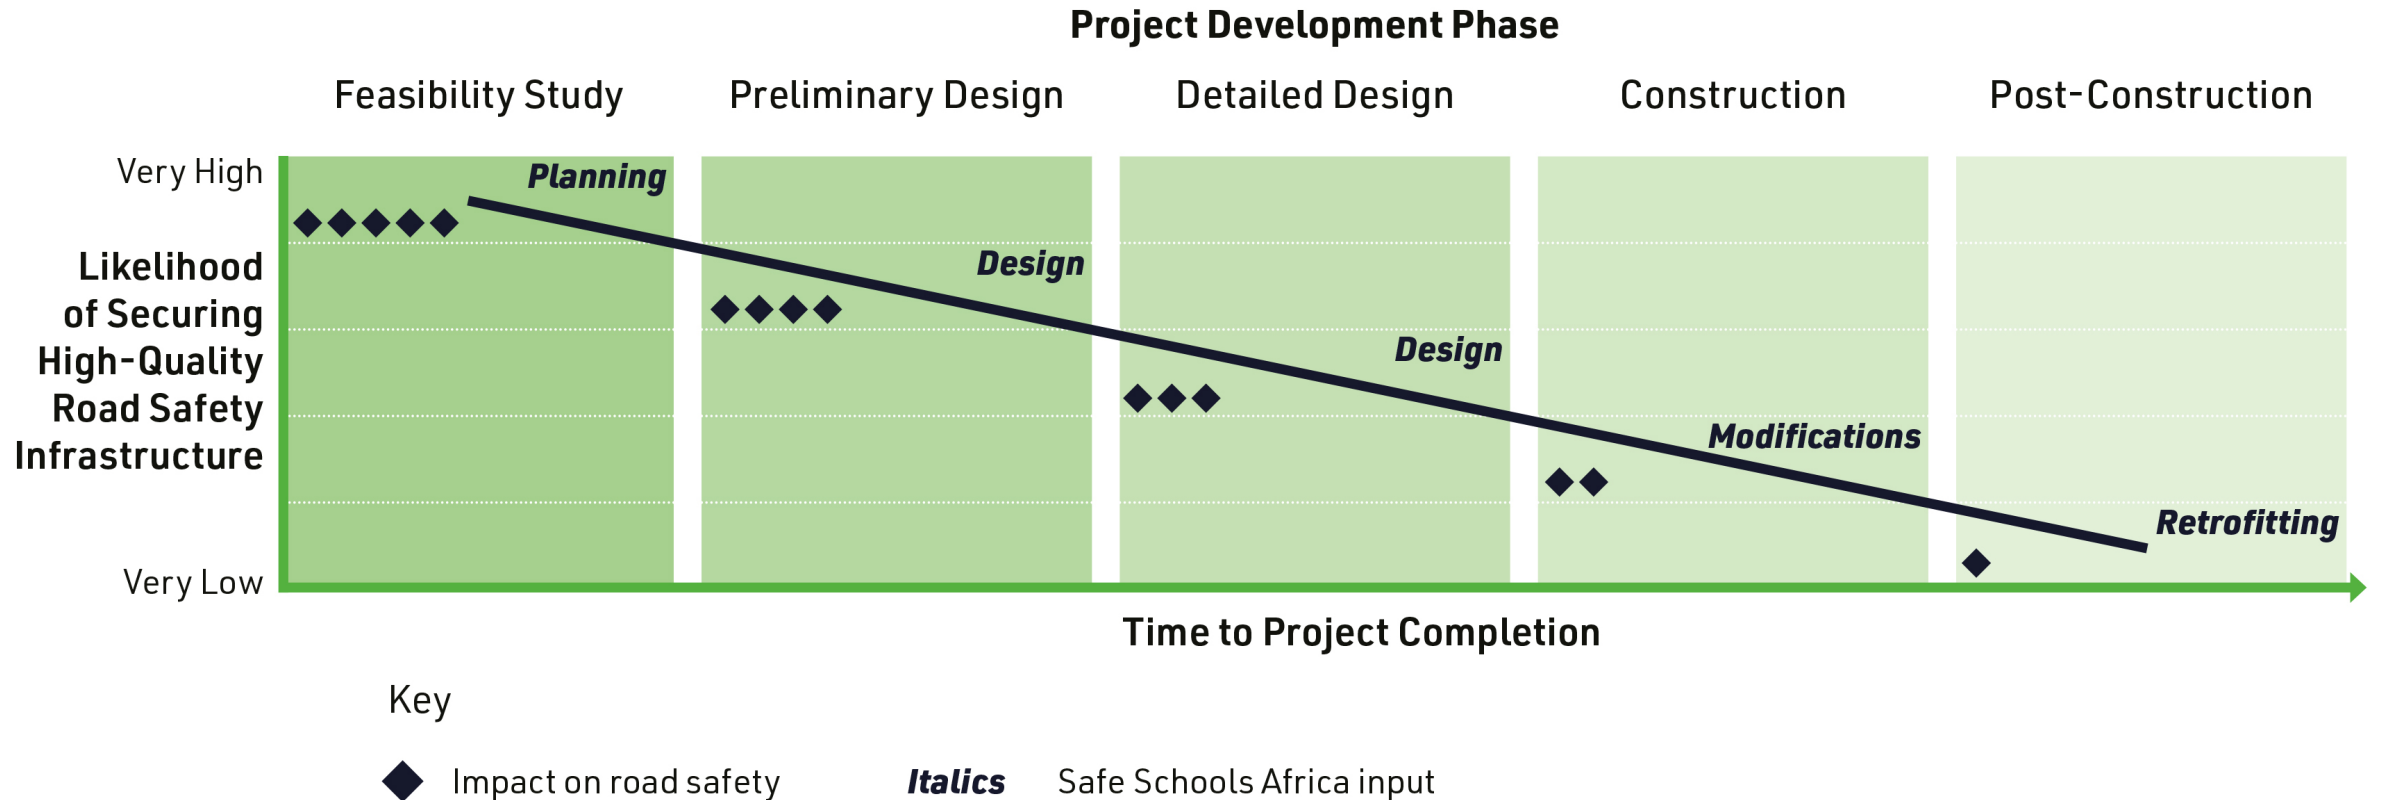 Project Development Phase
Feasibility Study
Preliminary Design
Detailed Design
Construction
Post-Construction
Very High
Likelihood
of Securing
High-Quality
Road Safety
Infrastructure
Very Low
Planning
Design
Design
Modifications
Retrofitting
Time to Project Completion
Key
Impact on road safety
Italics
Safe Schools Africa input